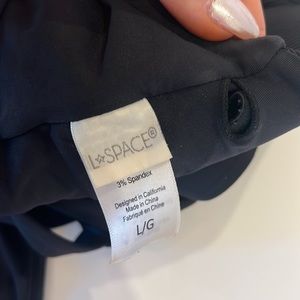 L★SPACE®
3% Spandex
Designed in California
Made in China
Fabriqué en Chine
L/G